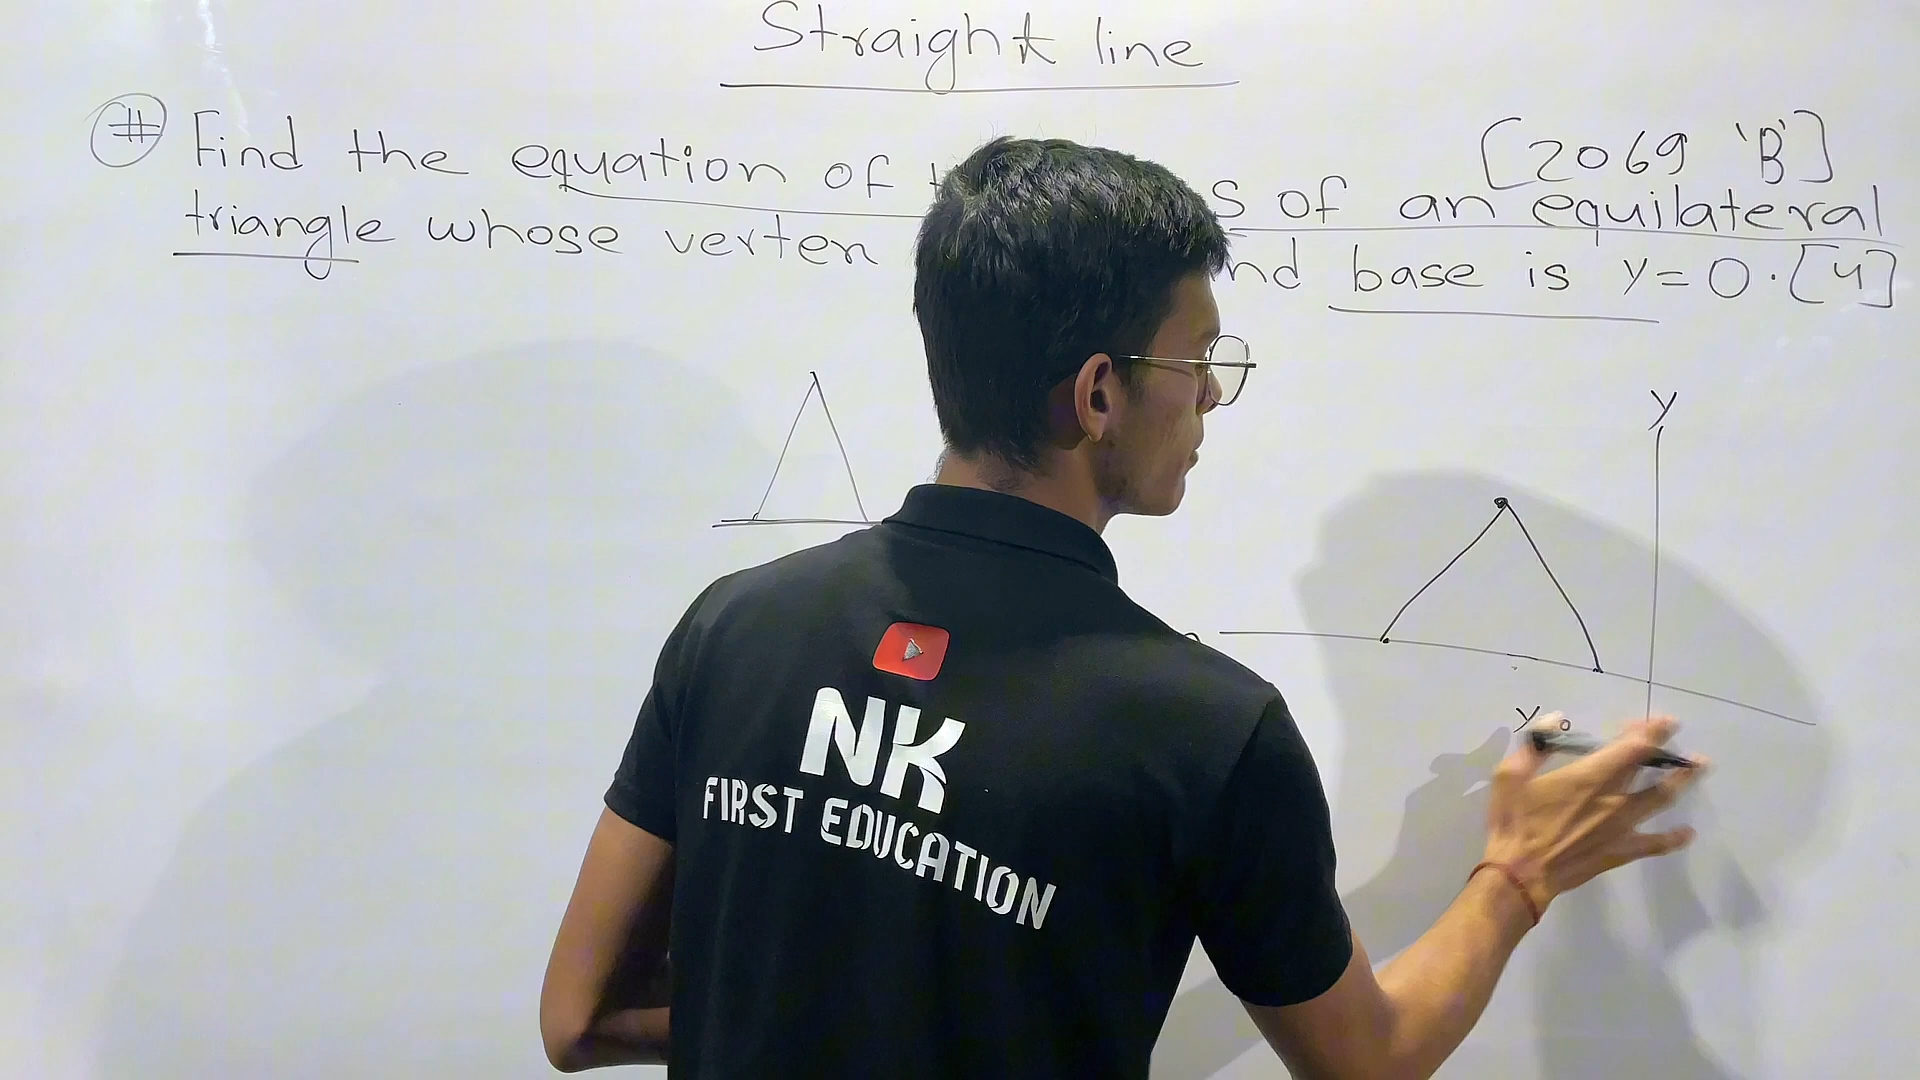 Straight line
# Find the equation of
[2069 'B']
s of an equilateral
triangle whose verten
nd base is y=0.[4]
y
y
NK
FIRST EDUCATION